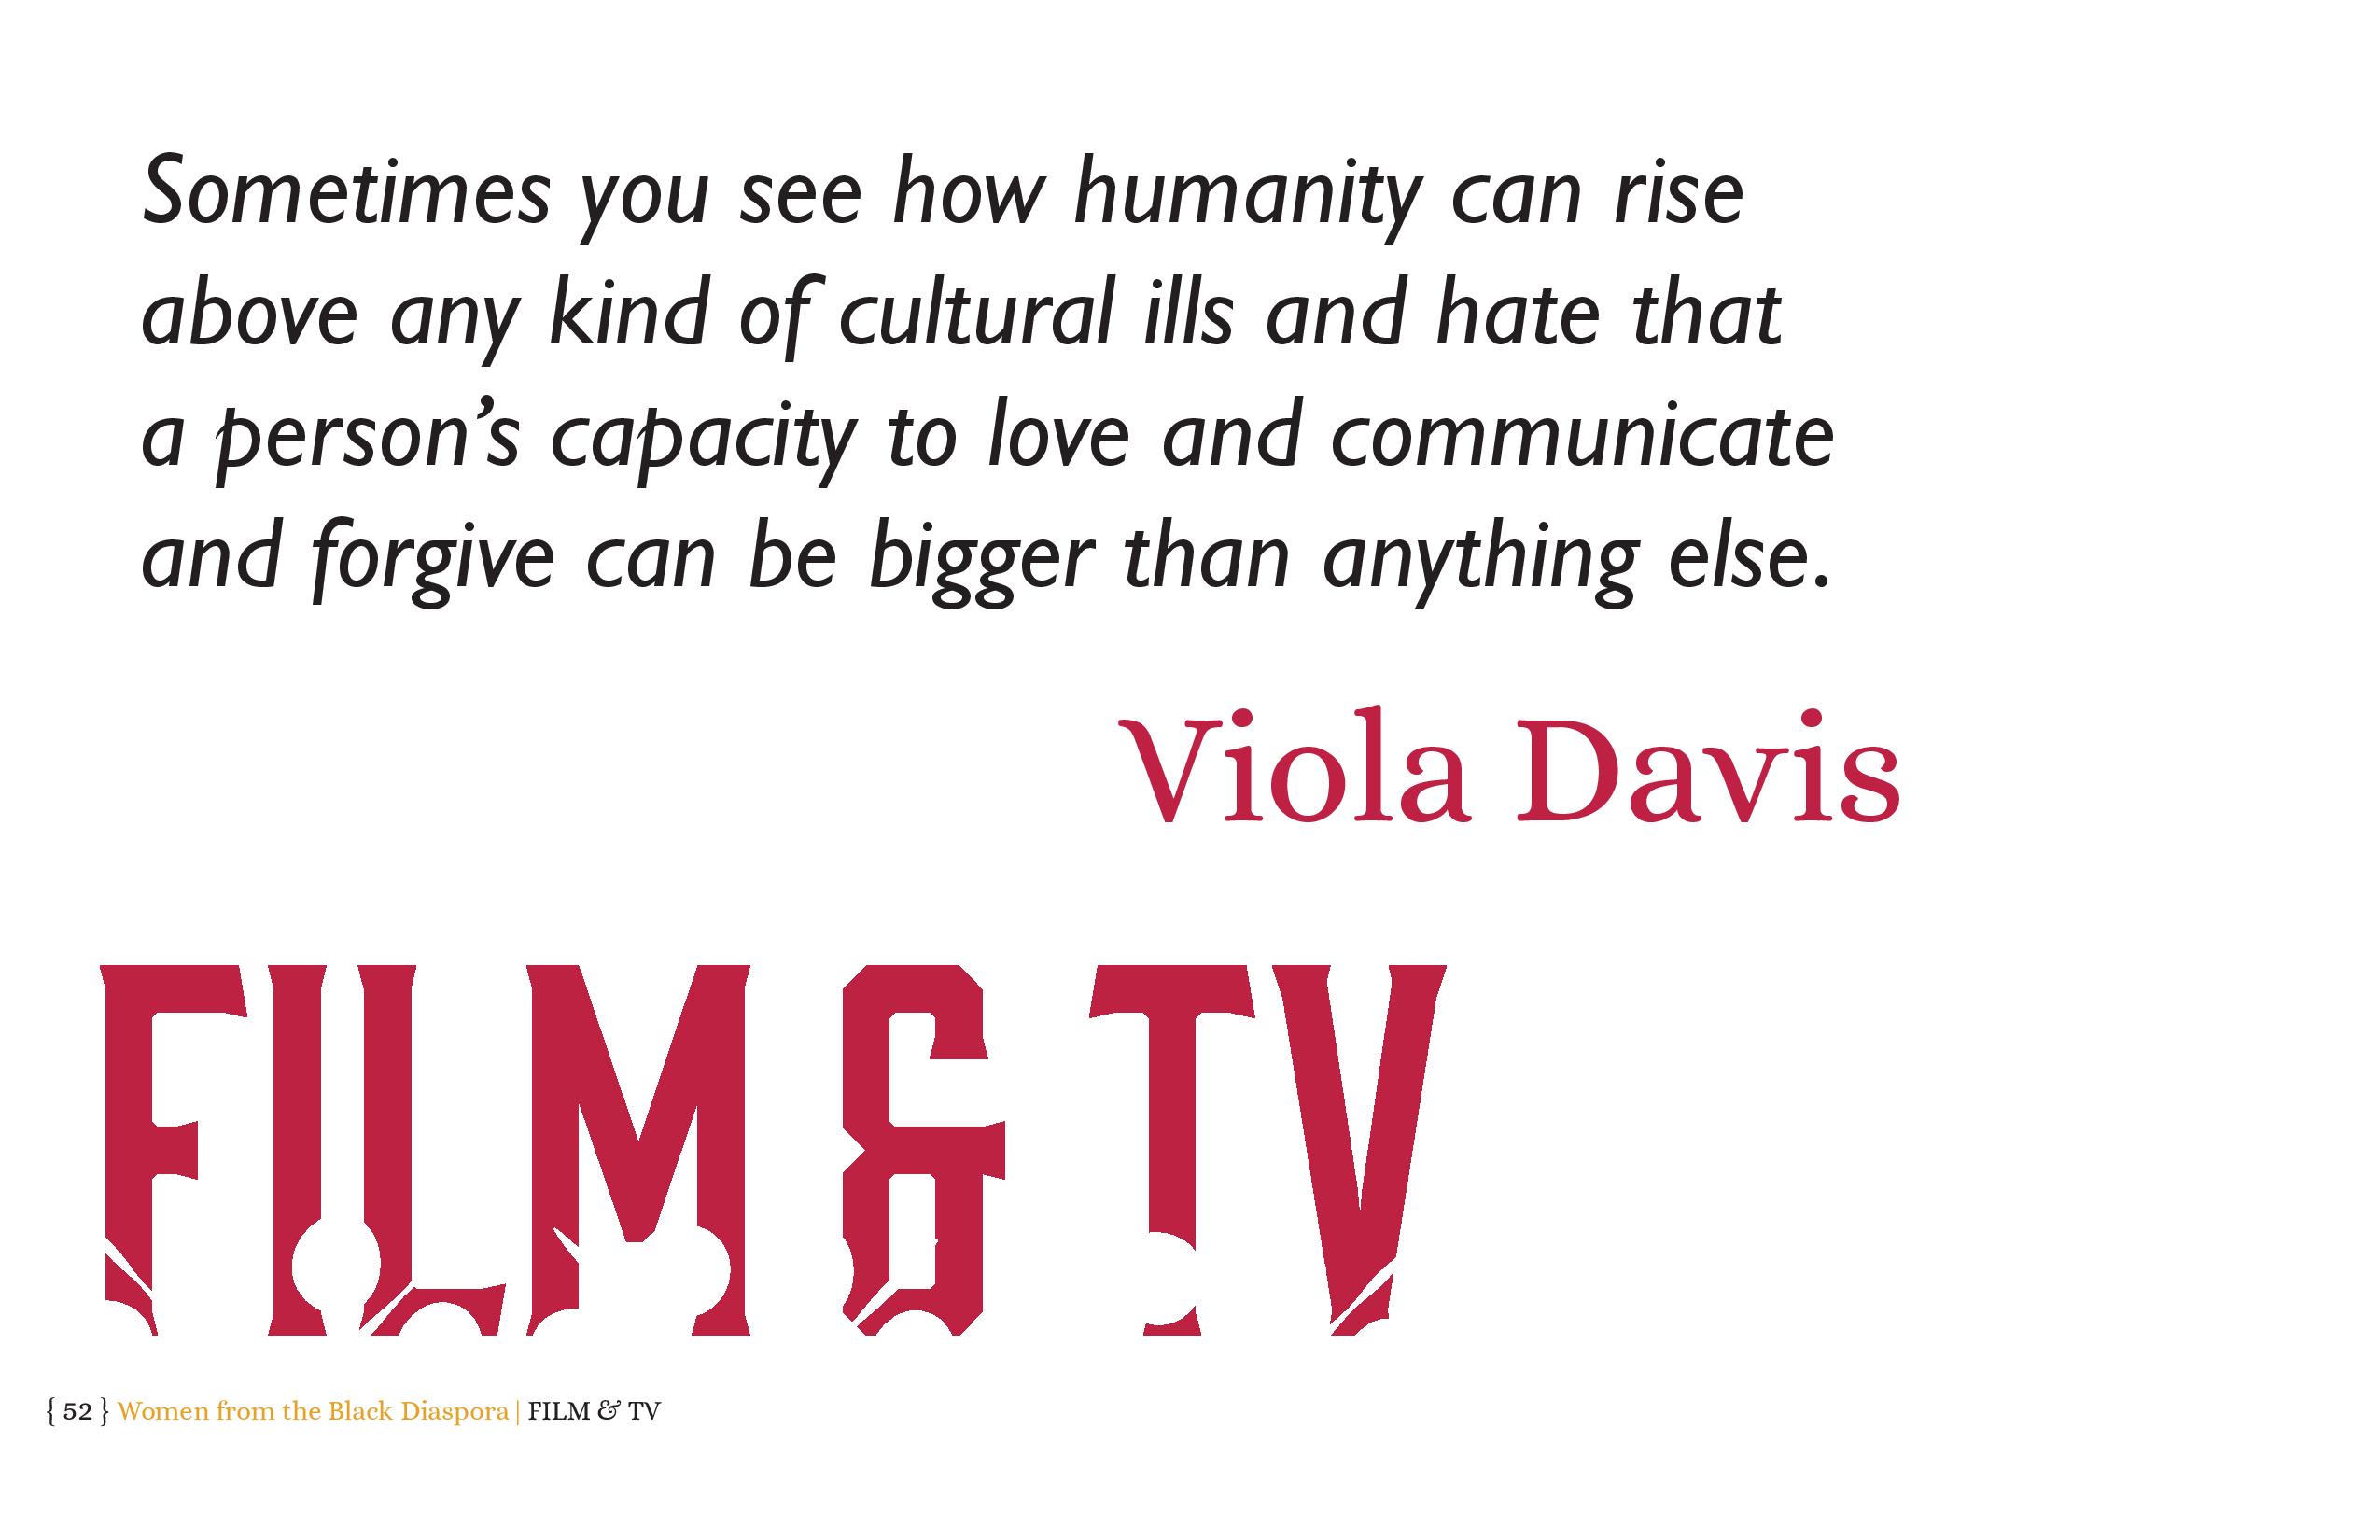 Sometimes you see how humanity can rise
above any kind of cultural ills and hate that
a person’s capacity to love and communicate
and forgive can be bigger than anything else.
Viola Davis
FILM & TV
{ 52 } Women from the Black Diaspora | FILM & TV